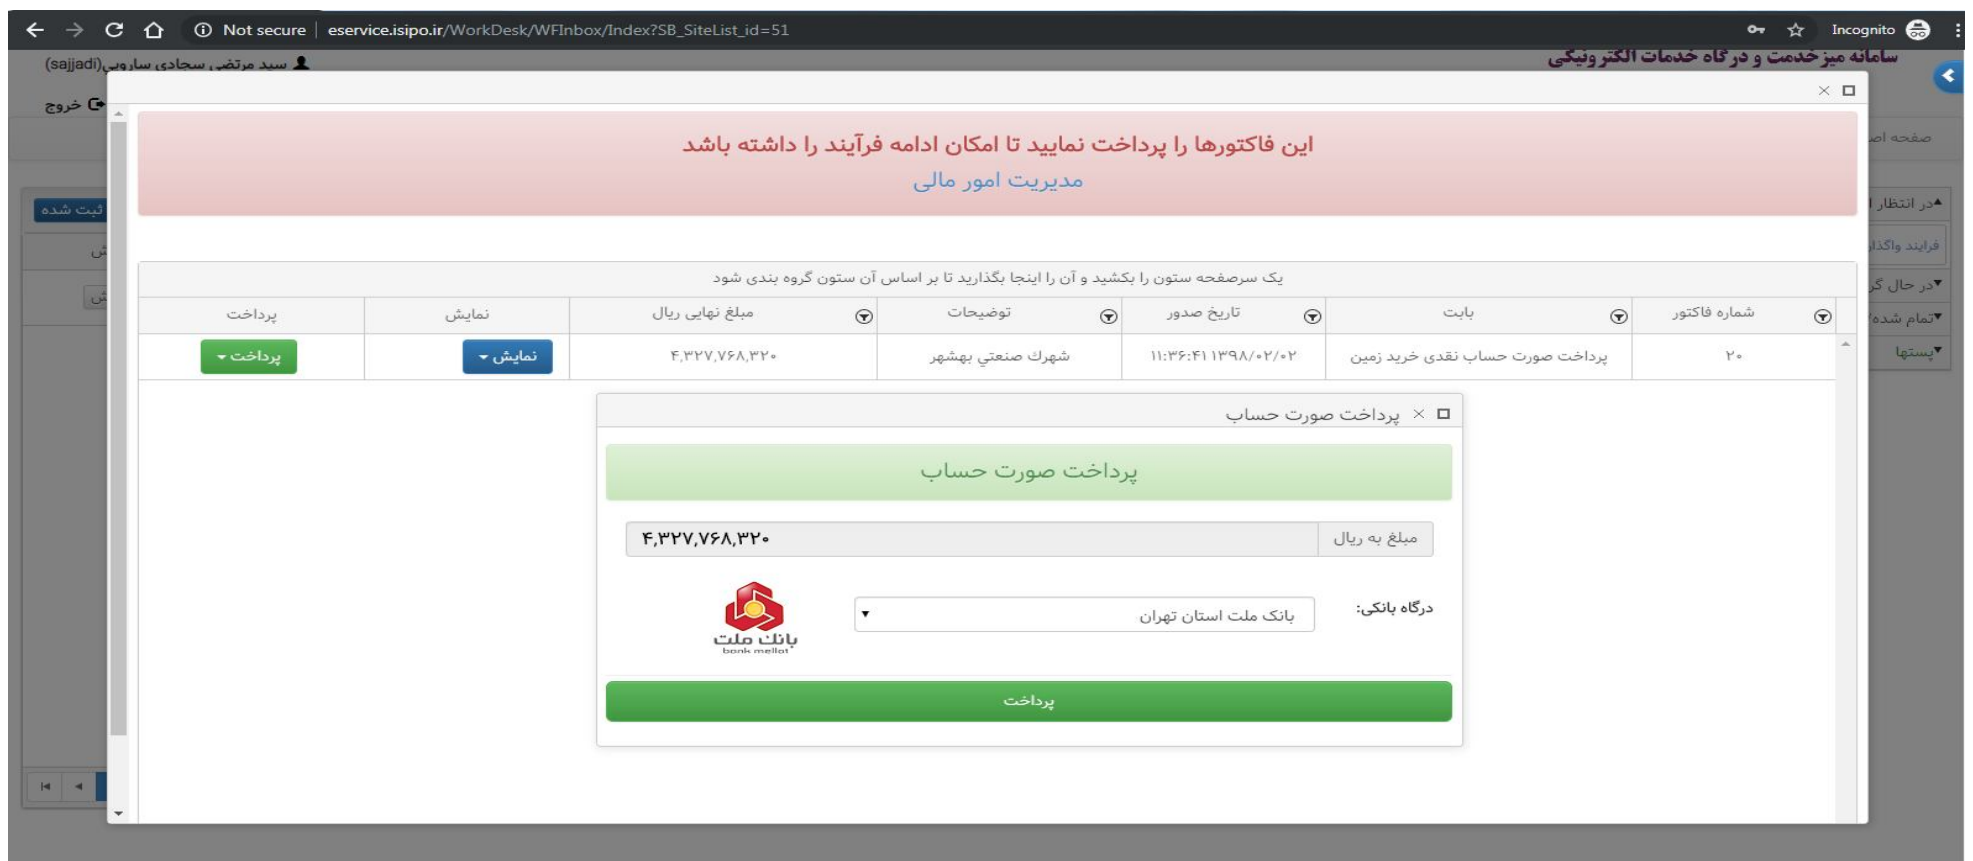 Not secure | eservice.isipo.ir/WorkDesk/WFInbox/Index?SB_SiteList_id=51
Incognito
سامانه میز خدمت و درگاه خدمات الکترونیکی
سید مرتضی سجادی سارویی(sajjadi)
خروج
صفحه اص
این فاکتورها را پرداخت نمایید تا امکان ادامه فرآیند را داشته باشد
مدیریت امور مالی
در انتظار ا
ثبت شده
فرایند واگذار
در حال گر
تمام شده
پستها
یک سرصفحه ستون را بکشید و آن را اینجا بگذارید تا بر اساس آن ستون گروه بندی شود
شماره فاکتور بابت تاریخ صدور توضیحات مبلغ نهایی ریال نمایش پرداخت
۲۰ پرداخت صورت حساب نقدی خرید زمین ۱۱:۳۶:۴۱ ۱۳۹۸/۰۲/۰۲ شهرك صنعتي بهشهر ۴,۳۲۷,۷۶۸,۳۲۰ نمایش پرداخت
پرداخت صورت حساب
پرداخت صورت حساب
مبلغ به ریال ۴,۳۲۷,۷۶۸,۳۲۰
درگاه بانکی: بانک ملت استان تهران
بانك ملت
bank mellat
پرداخت